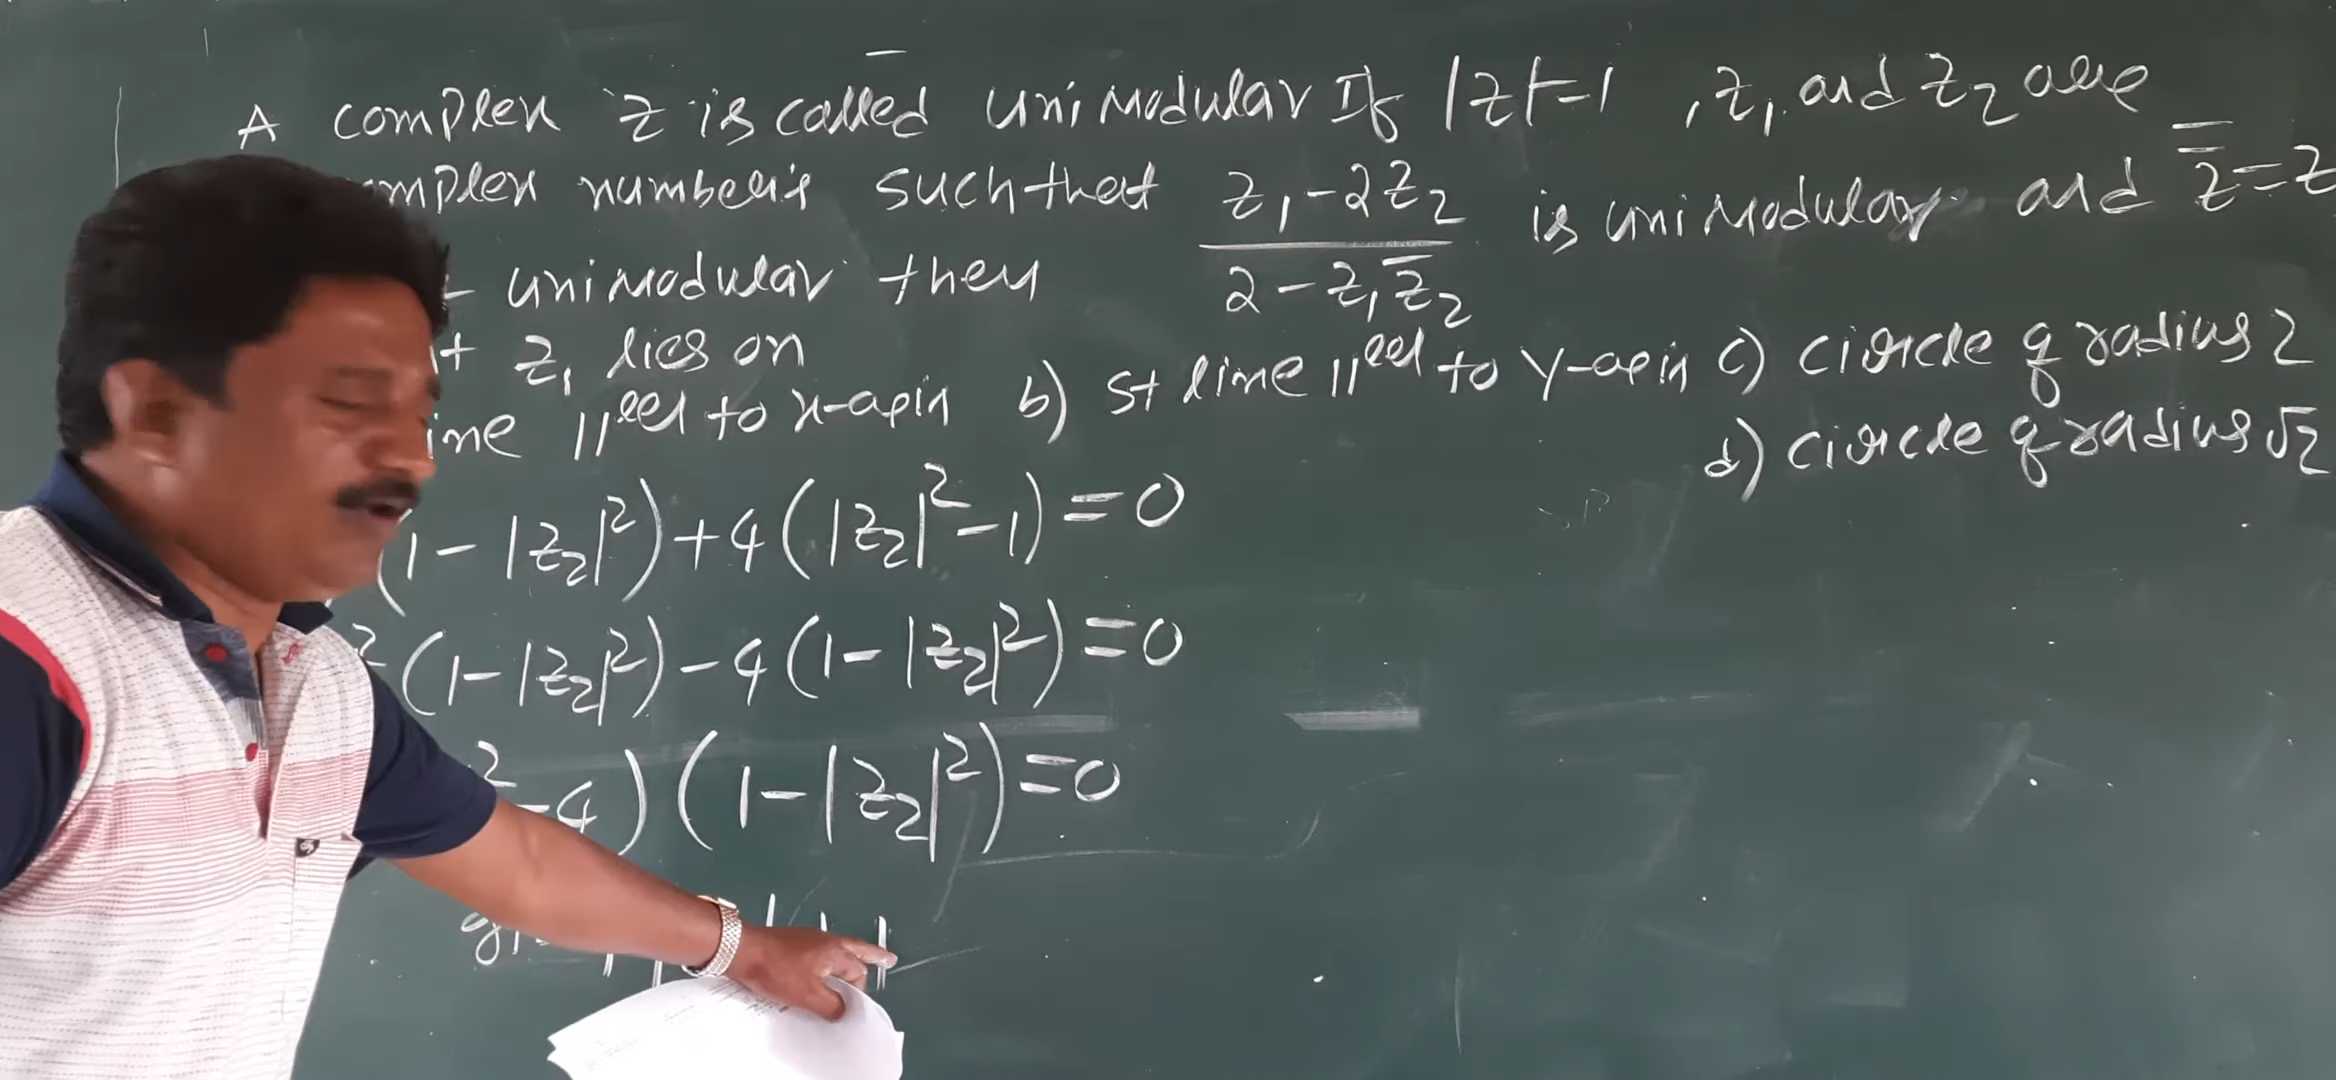 A complex z is called unimodular If |z|=1 , z₁ and z₂ are
mplex numbers such that (z₁-2z₂)/(2-z₁z̄₂) is unimodular and z̄̄=z
unimodular then
z₁ lies on
ine ||el to x-axis b) st line ||el to y-axis c) circle of radius 2
d) circle of radius √2
(1-|z₂|²)+4(|z₂|²-1)=0
²(1-|z₂|²)-4(1-|z₂|²)=0
²-4)(1-|z₂|²)=0